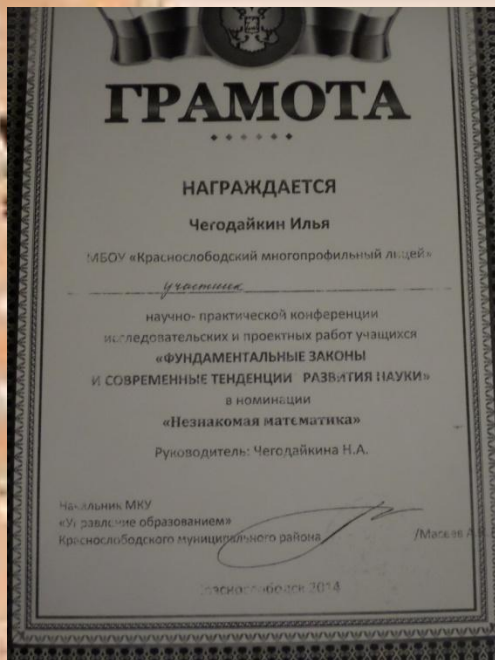 ГРАМОТА
НАГРАЖДАЕТСЯ
Чегодайкин Илья
МБОУ «Краснослободский многопрофильный лицей»
участник
научно- практической конференции
исследовательских и проектных работ учащихся
«ФУНДАМЕНТАЛЬНЫЕ ЗАКОНЫ
И СОВРЕМЕННЫЕ ТЕНДЕНЦИИ РАЗВИТИЯ НАУКИ»
в номинации
«Незнакомая математика»
Руководитель: Чегодайкина Н.А.
Начальник МКУ
«Управление образованием»
Краснослободского муниципального района
Краснослободск 2014